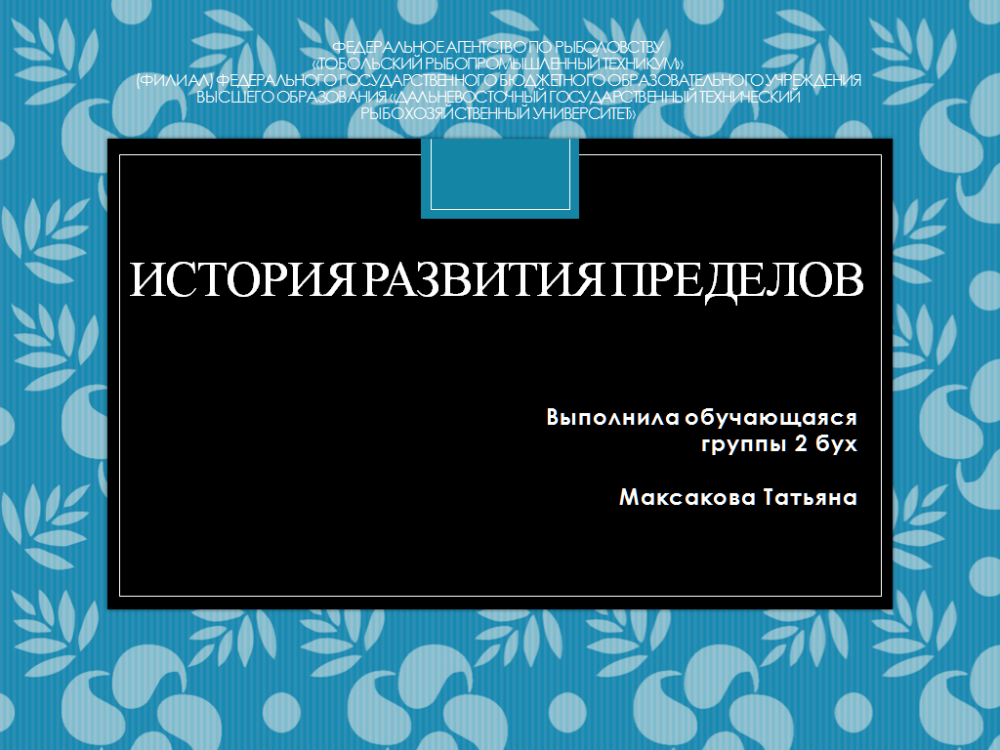 ФЕДЕРАЛЬНОЕ АГЕНТСТВО ПО РЫБОЛОВСТВУ
«ТОБОЛЬСКИЙ РЫБОПРОМЫШЛЕННЫЙ ТЕХНИКУМ»
(ФИЛИАЛ) ФЕДЕРАЛЬНОГО ГОСУДАРСТВЕННОГО БЮДЖЕТНОГО ОБРАЗОВАТЕЛЬНОГО УЧРЕЖДЕНИЯ
ВЫСШЕГО ОБРАЗОВАНИЯ «ДАЛЬНЕВОСТОЧНЫЙ ГОСУДАРСТВЕННЫЙ ТЕХНИЧЕСКИЙ
РЫБОХОЗЯЙСТВЕННЫЙ УНИВЕРСИТЕТ»
ИСТОРИЯ РАЗВИТИЯ ПРЕДЕЛОВ
Выполнила обучающаяся
группы 2 бух
Максакова Татьяна